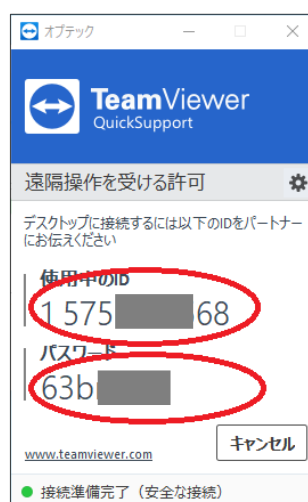 オプテック
TeamViewer
QuickSupport
遠隔操作を受ける許可
デスクトップに接続するには以下のIDをパートナー
にお伝えください
使用中のID
1 575 68
パスワード
63b
www.teamviewer.com
キャンセル
接続準備完了（安全な接続）